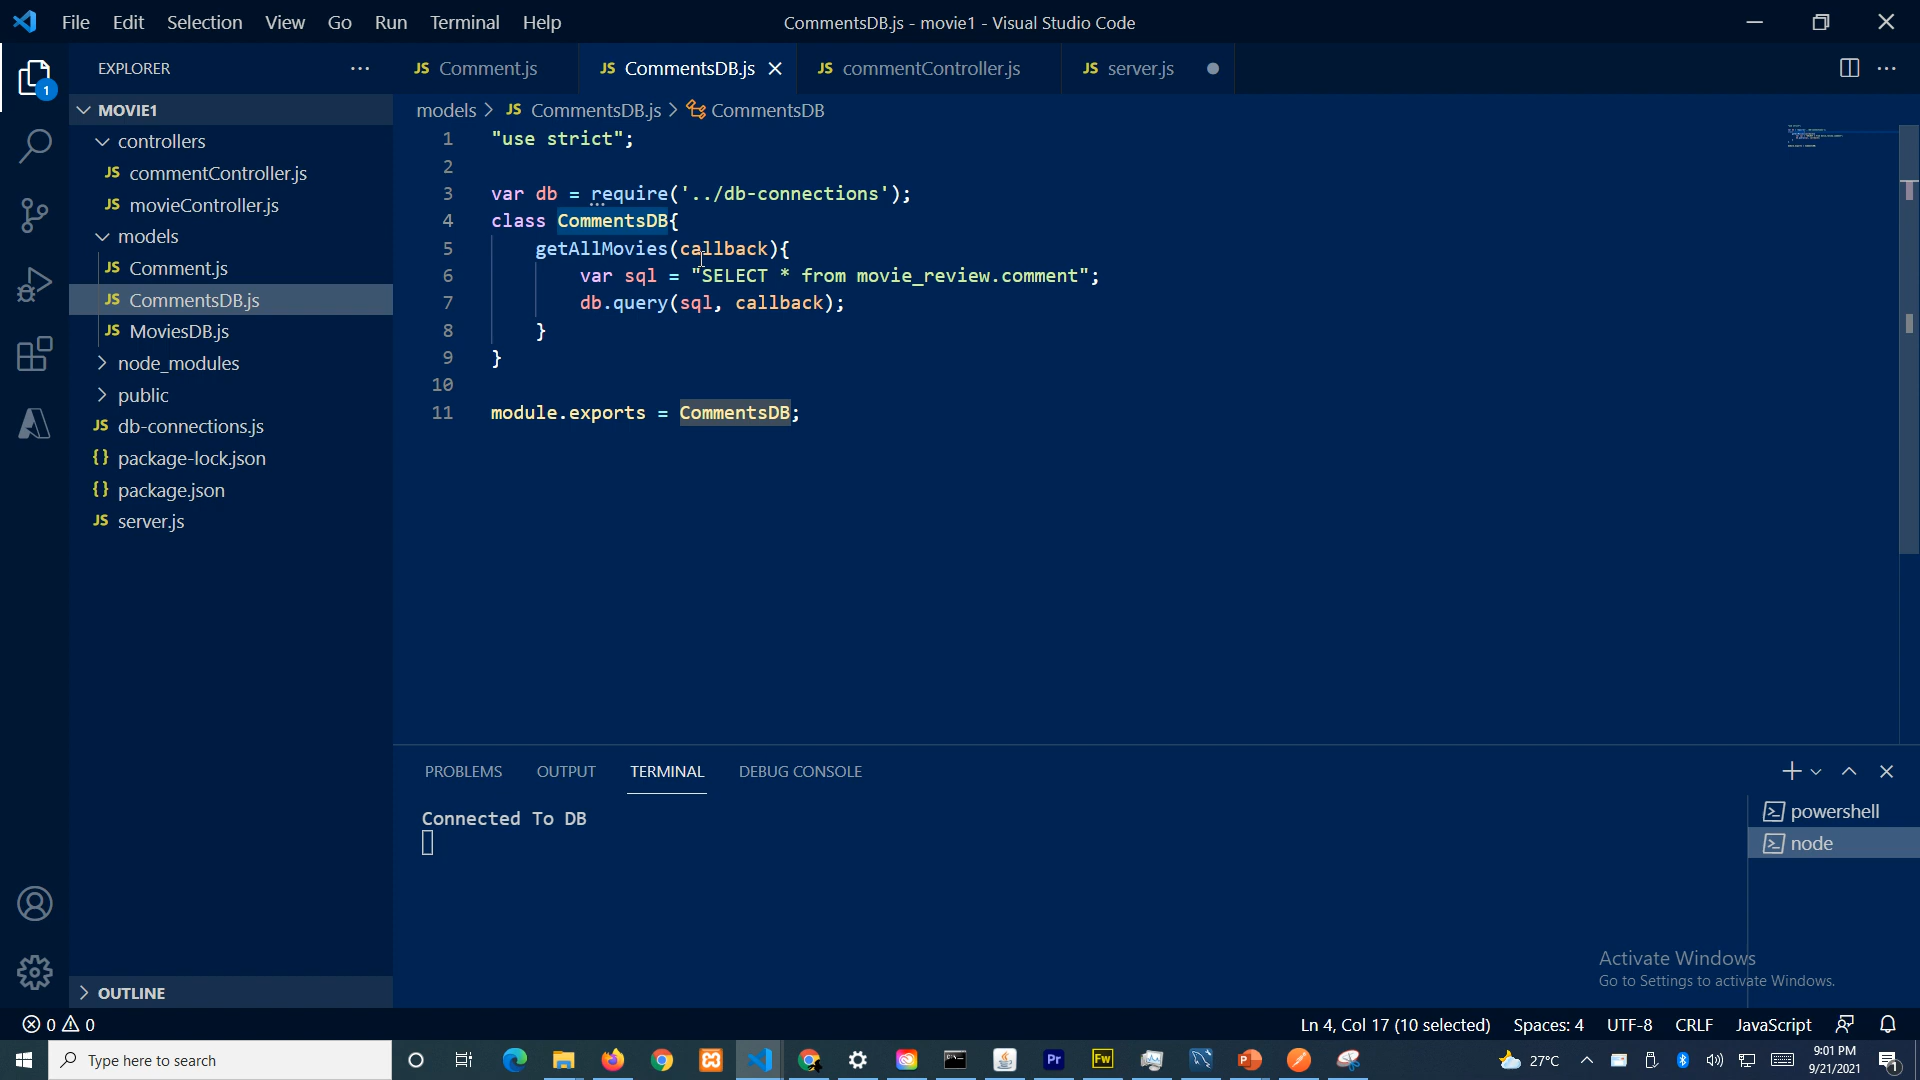 File Edit Selection View Go Run Terminal Help
CommentsDB.js - movie1 - Visual Studio Code
EXPLORER
JS Comment.js
JS CommentsDB.js
JS commentController.js
JS server.js
1
MOVIE1
controllers
JS commentController.js
JS movieController.js
models
JS Comment.js
JS CommentsDB.js
JS MoviesDB.js
node_modules
public
JS db-connections.js
{} package-lock.json
{} package.json
JS server.js
OUTLINE
models > JS CommentsDB.js > CommentsDB
1 "use strict";
2
3 var db = require('../db-connections');
4 class CommentsDB{
5 getAllMovies(callback){
6 var sql = "SELECT * from movie_review.comment";
7 db.query(sql, callback);
8 }
9 }
10
11 module.exports = CommentsDB;
PROBLEMS OUTPUT TERMINAL DEBUG CONSOLE
Connected To DB
powershell
node
Activate Windows
Go to Settings to activate Windows.
0 0
Ln 4, Col 17 (10 selected) Spaces: 4 UTF-8 CRLF JavaScript
Type here to search
Pr
Fw
27°C
9:01 PM
9/21/2021
1